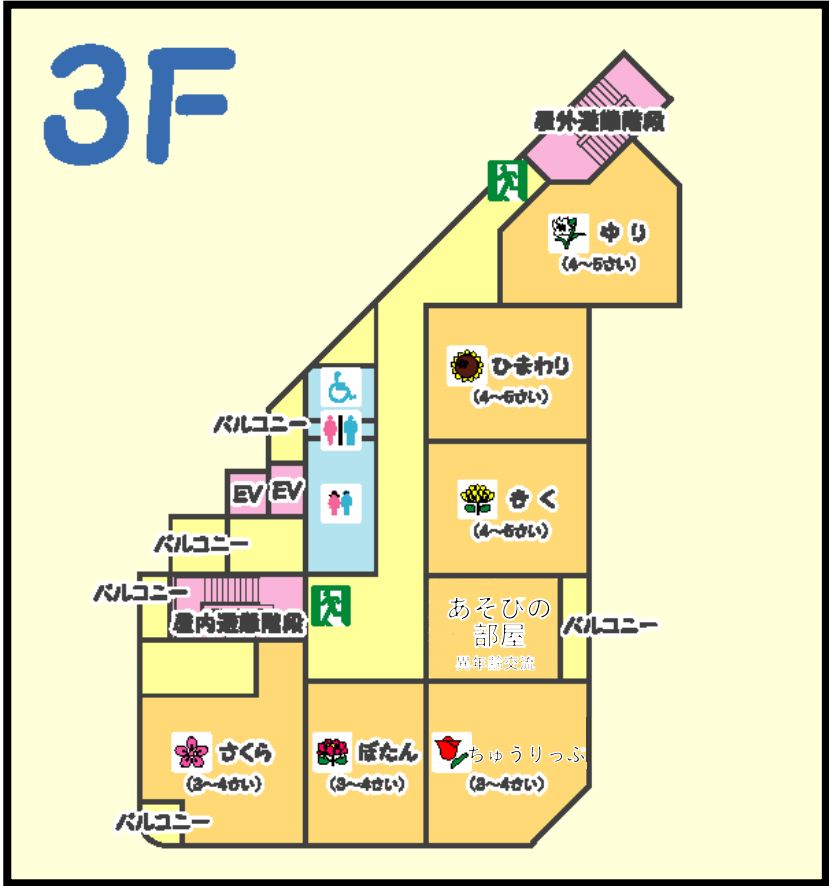 3F
屋外避難階段
ゆり
(4～5さい)
ひまわり
(4～5さい)
バルコニー
EV
EV
きく
(4～5さい)
バルコニー
バルコニー
屋内避難階段
あそびの
部屋
異年齢交流
バルコニー
さくら
(3～4さい)
ぼたん
(3～4さい)
ちゅうりっぷ
(3～4さい)
バルコニー